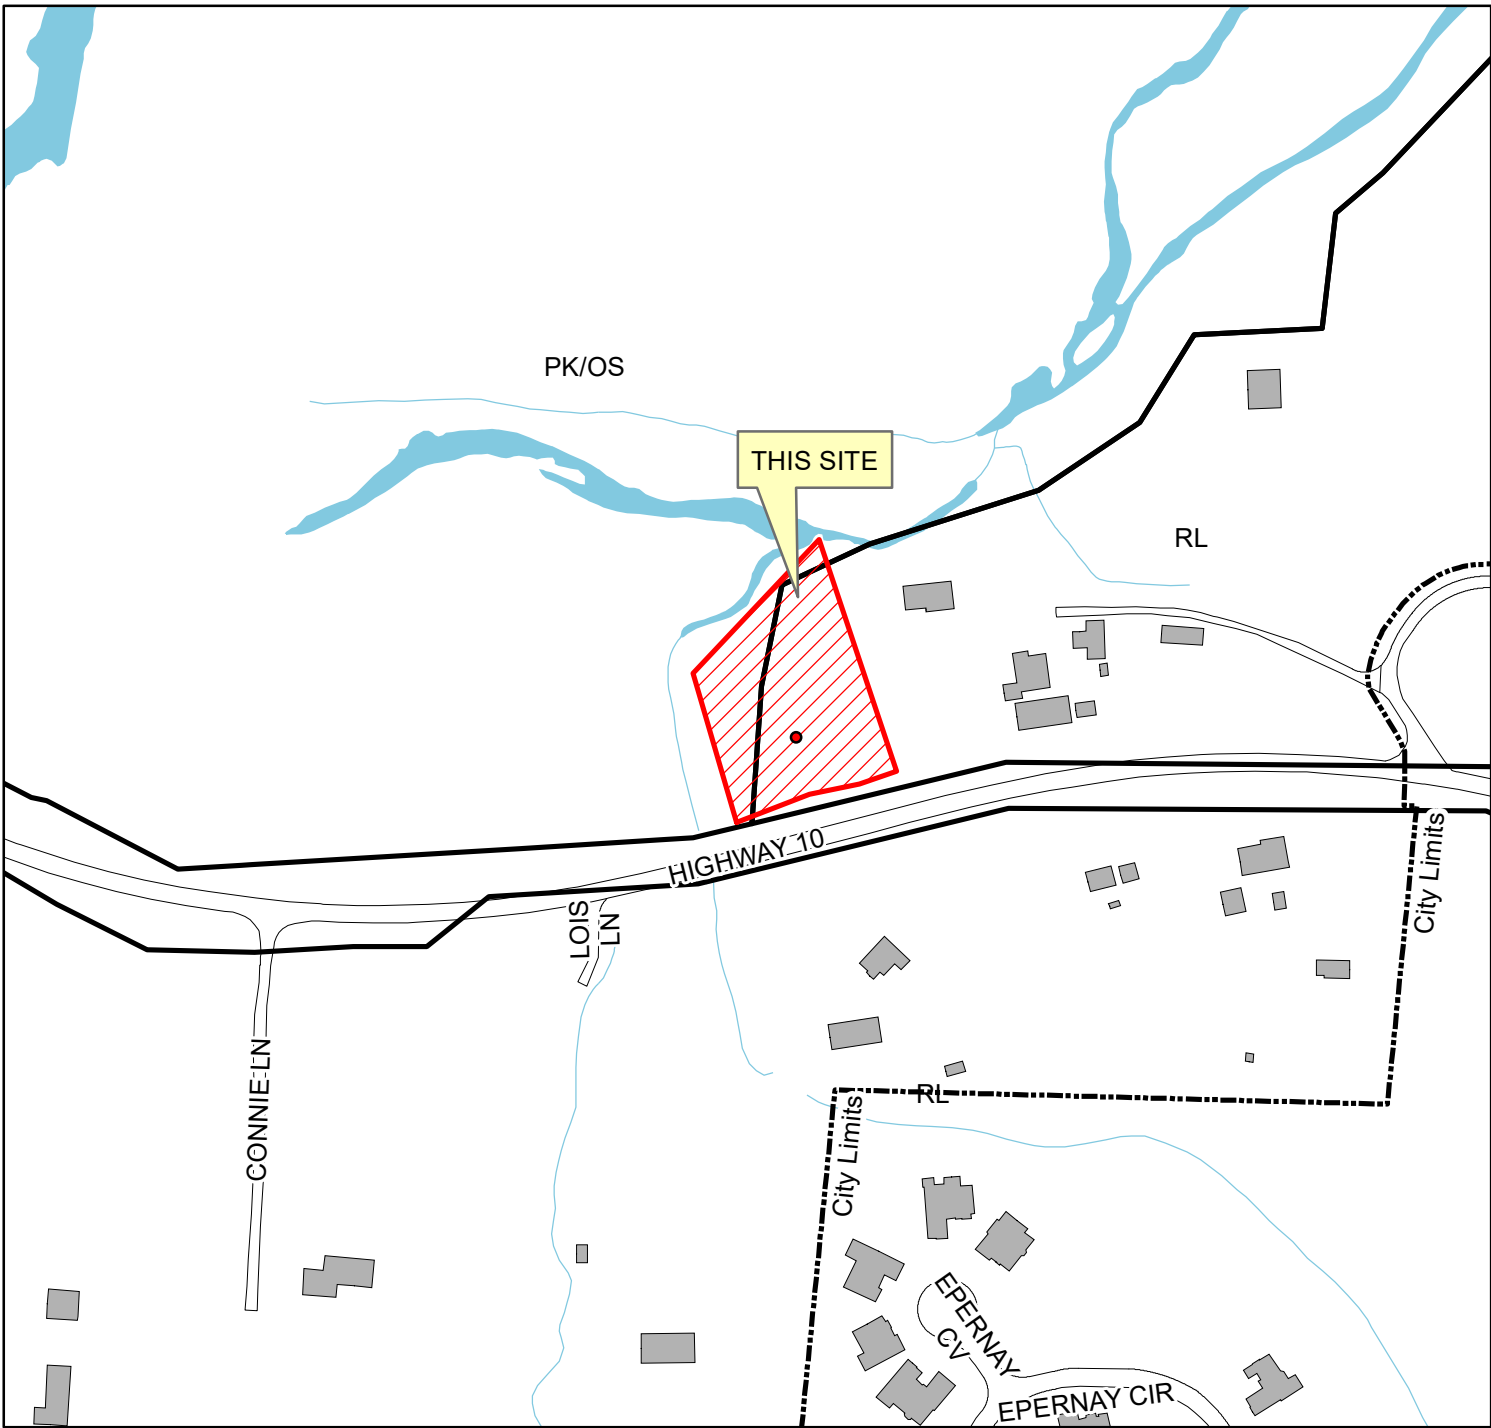 PK/OS
THIS SITE
RL
HIGHWAY 10
LOIS
LN
City Limits
CONNIE LN
RL
City Limits
EPERNAY
CV
EPERNAY CIR